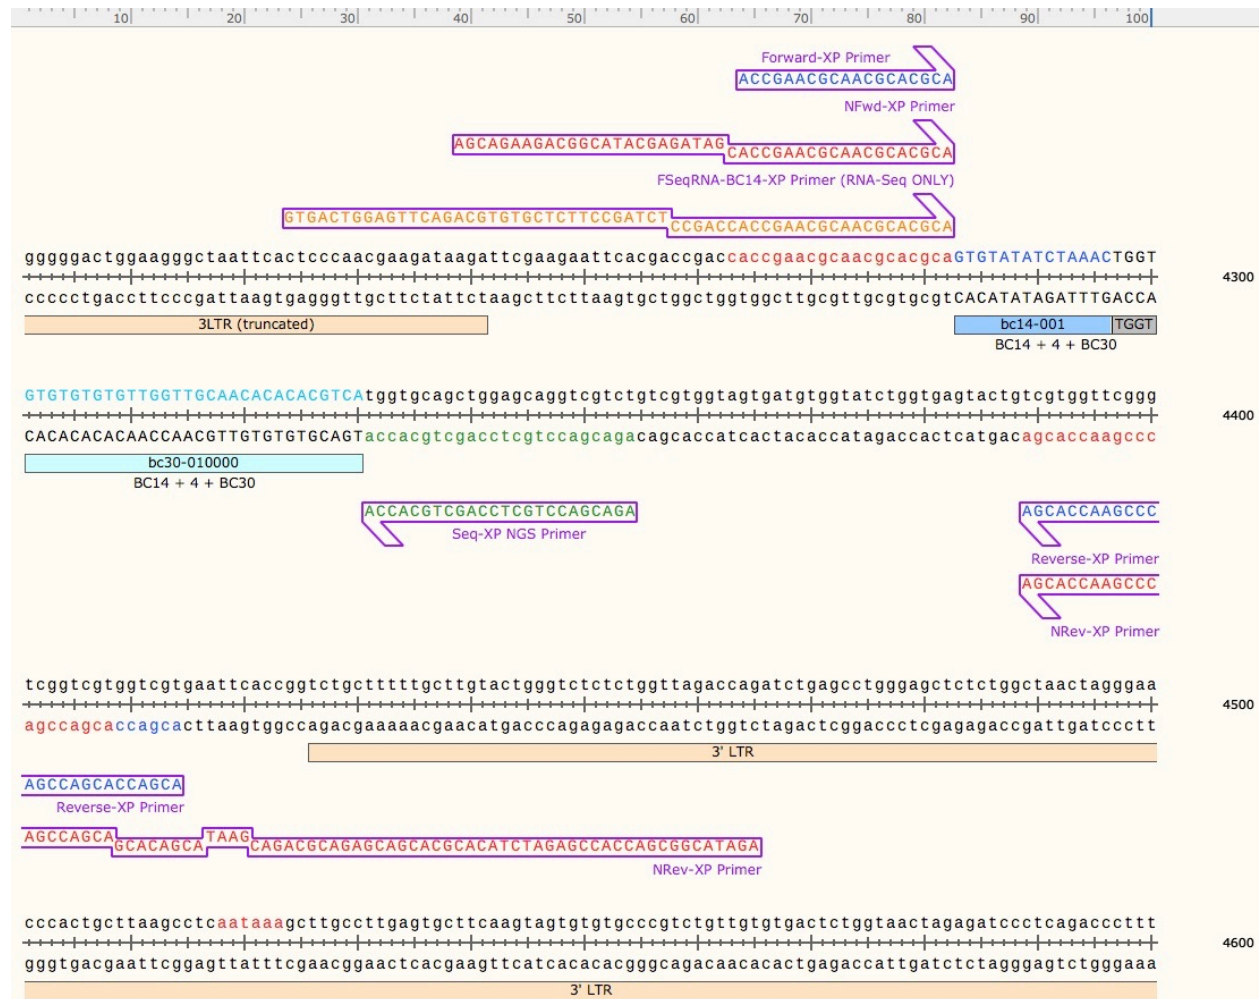 10 20 30 40 50 60 70 80 90 100
Forward-XP Primer
ACCGAACGCAACGCACGCA
NFwd-XP Primer
AGCAGAAGACGGCATACGAGATAG CACCGAACGCAACGCACGCA
FSeqRNA-BC14-XP Primer (RNA-Seq ONLY)
GTGACTGGAGTTCAGACGTGTGCTCTTCCGATCT CCGACCACCGAACGCAACGCACGCA
gggggactggaagggctaattcactcccaacgaagataagattcgaagaattcacgaccgaccaccgaacgcaacgcacgcaGTGTATATCTAAACTGGT
4300
ccccctgaccttcccgattaagtgagggttgcttctattctaagcttcttaagtgctggctggtggcttgcgttgcgtgcgtCACATATAGATTTGACCA
3LTR (truncated) bc14-001 TGGT
BC14 + 4 + BC30
GTGTGTGTGTTGGTTGCAACACACACGTCAtggtgcagctggagcaggtcgtctgtcgtggtagtgatgtggtatctggtgagtactgtcgtggttcggg
4400
CACACACACAACCAACGTTGTGTGTGCAGTaccacgtcgacctcgtccagcagacagcaccatcactacaccatagaccactcatgacagcaccaagccc
bc30-010000
BC14 + 4 + BC30
ACCACGTCGACCTCGTCCAGCAGA AGCACCAAGCCC
Seq-XP NGS Primer
Reverse-XP Primer
AGCACCAAGCCC
NRev-XP Primer
tcggtcgtggtcgtgaattcaccggtctgctttttgcttgtactgggtctctctggttagaccagatctgagcctgggagctctctggctaactagggaa
4500
agccagcaccagcacttaagtggccagacgaaaaacgaacatgacccagagagaccaatctggtctagactcggaccctcgagagaccgattgatccctt
3' LTR
AGCCAGCACCAGCA
Reverse-XP Primer
AGCCAGCA GCACAGCA TAAG CAGACGCAGAGCAGCACGCACATCTAGAGCCACCAGCGGCATAGA
NRev-XP Primer
cccactgcttaagcctcaataaagcttgccttgagtgcttcaagtagtgtgtgcccgtctgttgtgtgactctggtaactagagatccctcagaccctttt
4600
gggtgacgaattcggagttatttcgaacggaactcacgaagttcatcacacacgggcagacaacacactgagaccattgatctctagggagtctgggaaa
3' LTR